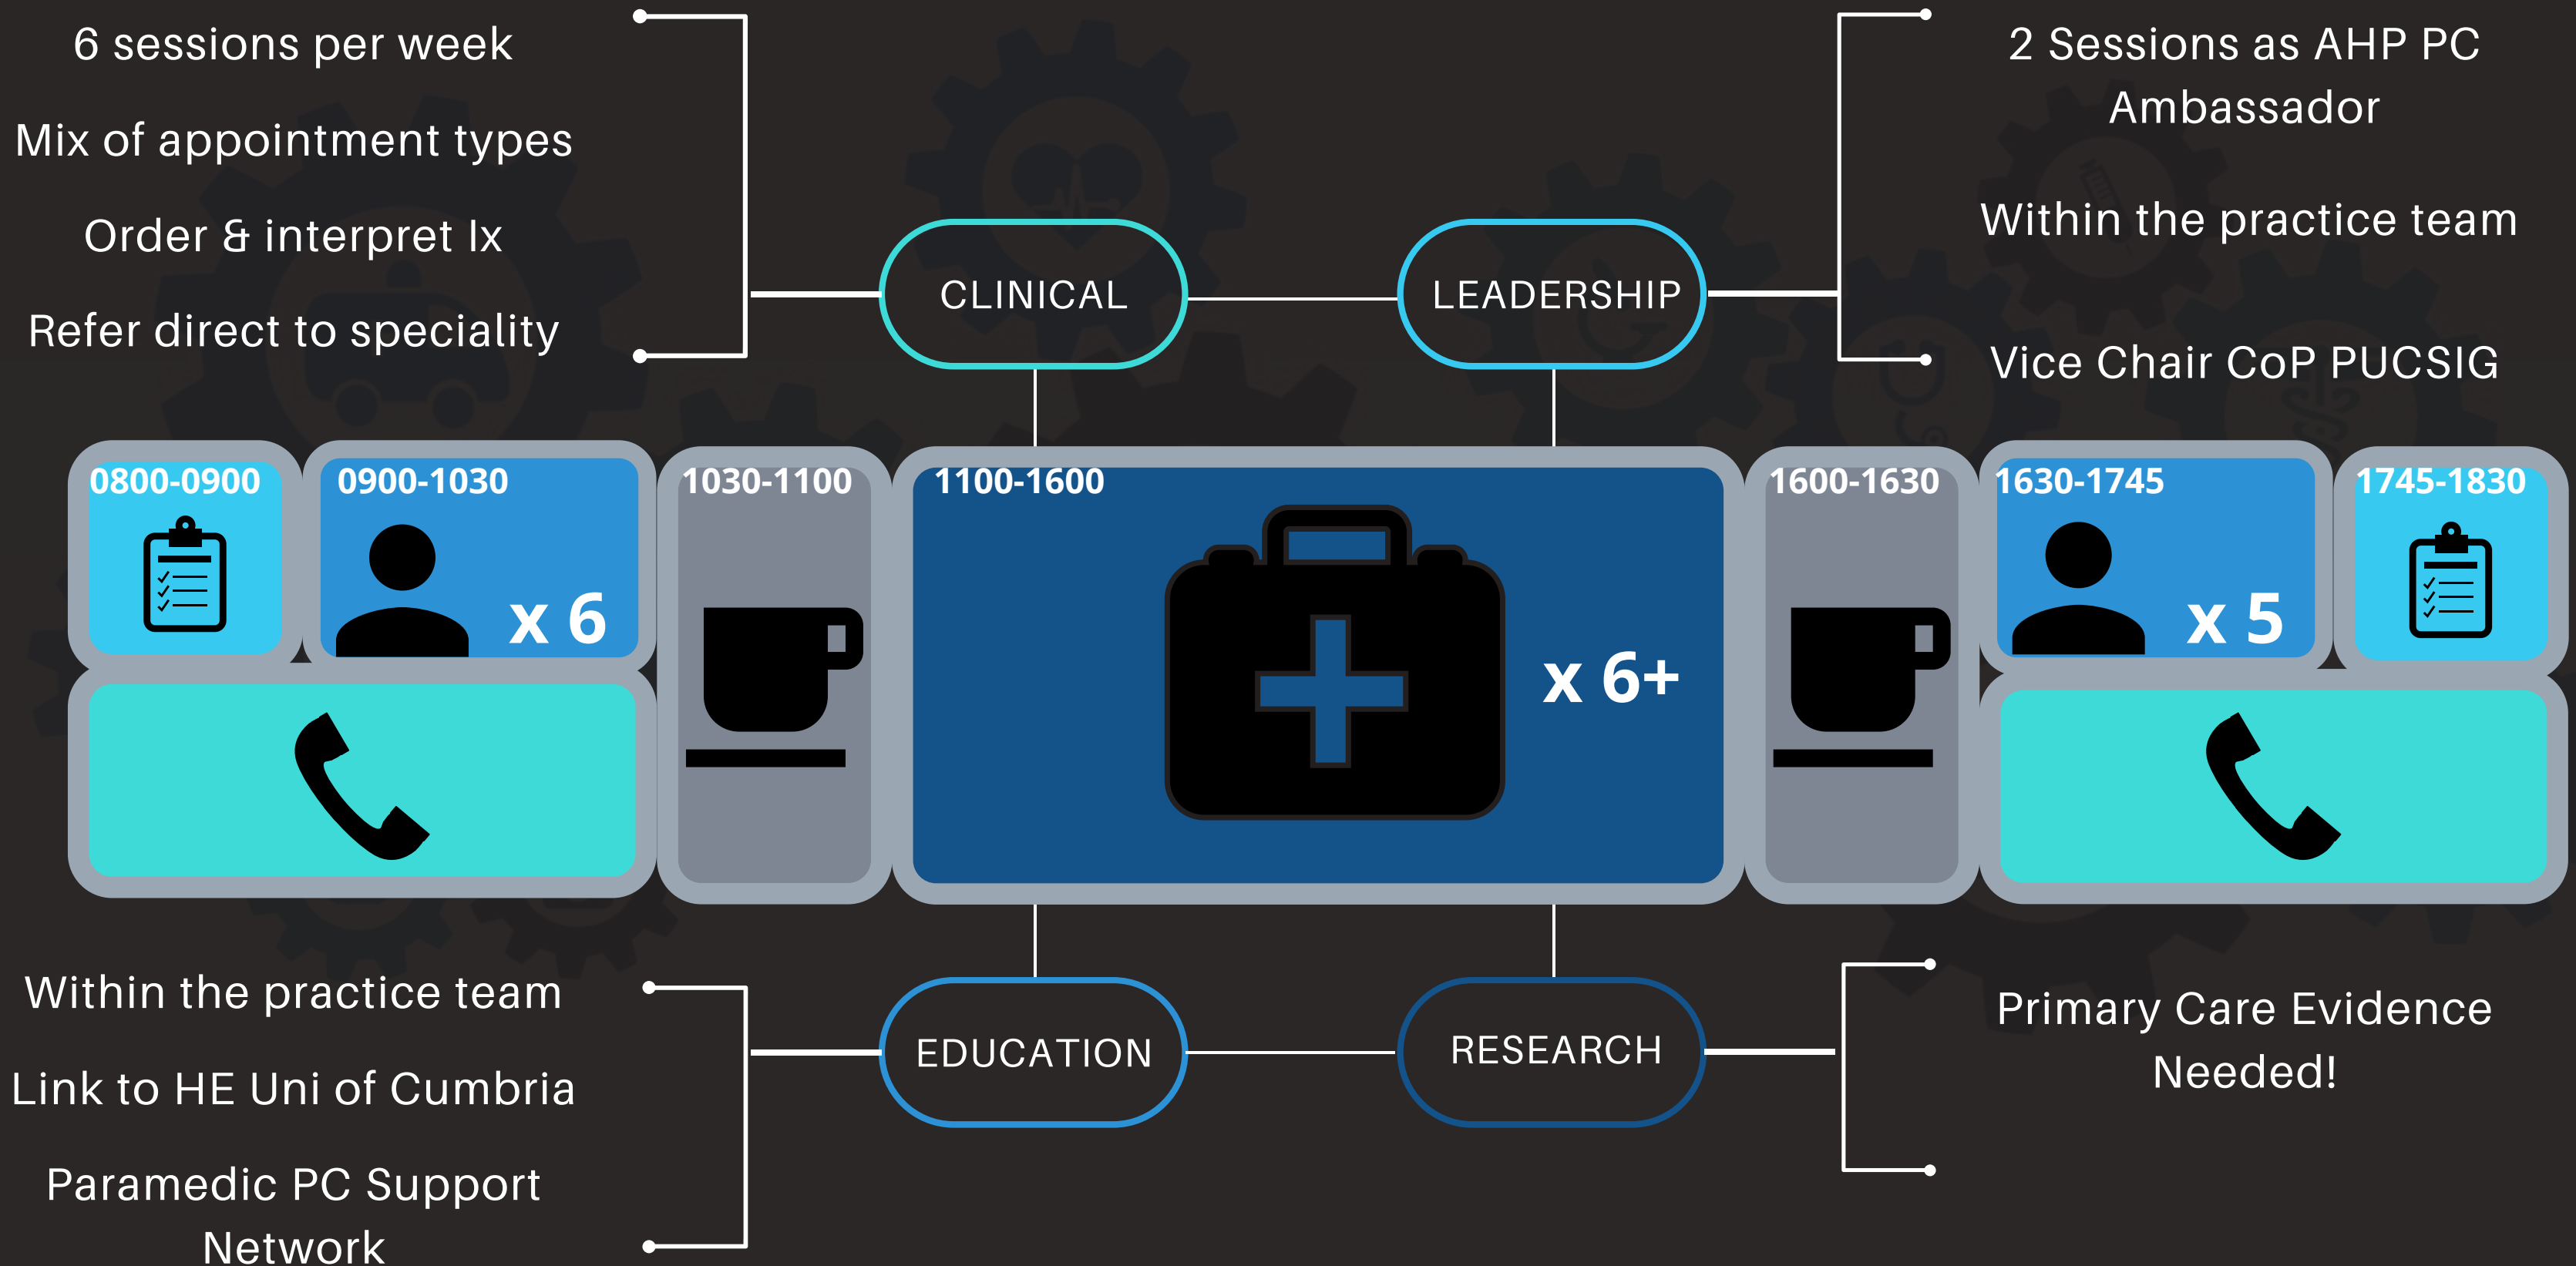 6 sessions per week
Mix of appointment types
Order & interpret Ix
Refer direct to speciality
CLINICAL
LEADERSHIP
2 Sessions as AHP PC
Ambassador
Within the practice team
Vice Chair CoP PUCSIG
0800-0900
0900-1030
x 6
1030-1100
1100-1600
x 6+
1600-1630
1630-1745
x 5
1745-1830
Within the practice team
Link to HE Uni of Cumbria
Paramedic PC Support
Network
EDUCATION
RESEARCH
Primary Care Evidence
Needed!